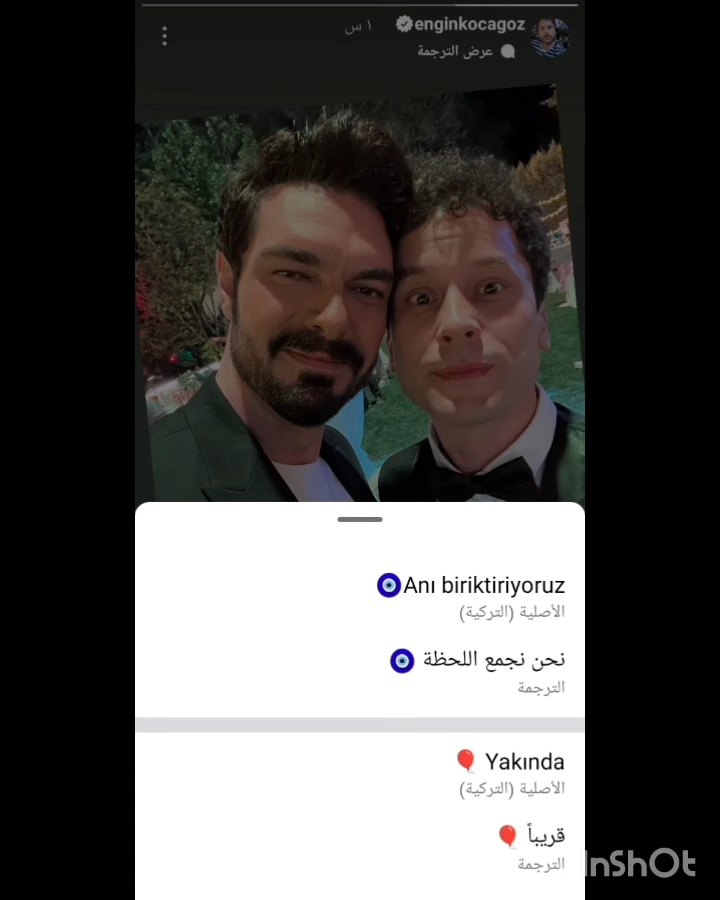 enginkocagoz ١ س
عرض الترجمة
Anı biriktiriyoruz🧿
الأصلية (التركية)
نحن نجمع اللحظة 🧿
الترجمة
Yakında 🎈
الأصلية (التركية)
قريباً 🎈
الترجمة
InShOt